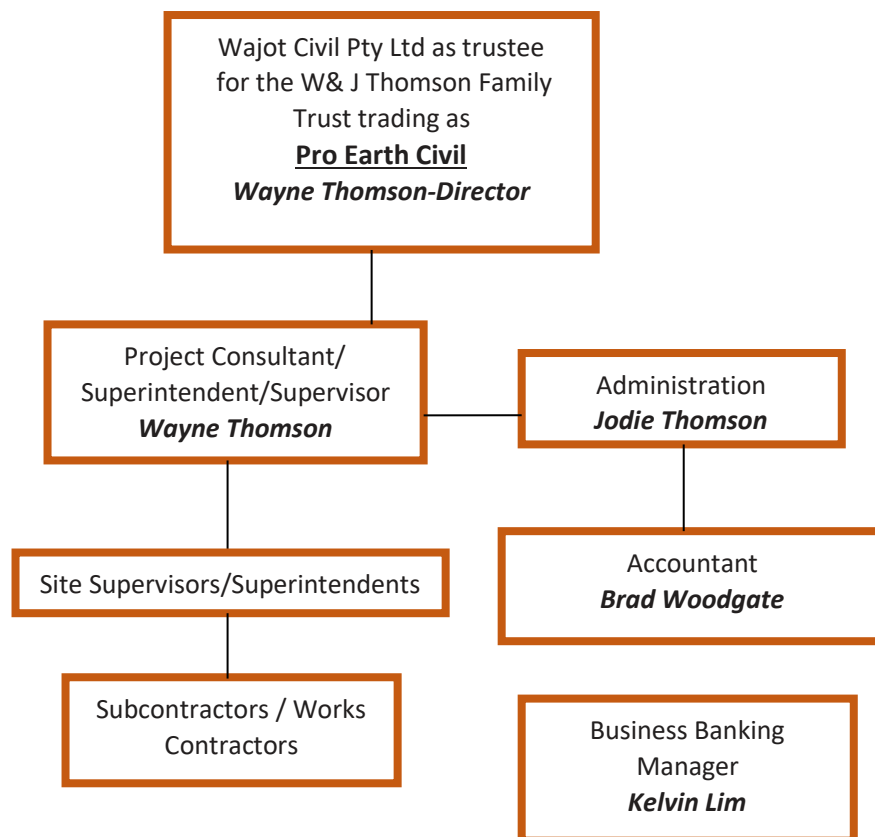 Wajot Civil Pty Ltd as trustee
for the W& J Thomson Family
Trust trading as
Pro Earth Civil
Wayne Thomson-Director
Project Consultant/
Superintendent/Supervisor
Wayne Thomson
Administration
Jodie Thomson
Site Supervisors/Superintendents
Accountant
Brad Woodgate
Subcontractors / Works
Contractors
Business Banking
Manager
Kelvin Lim